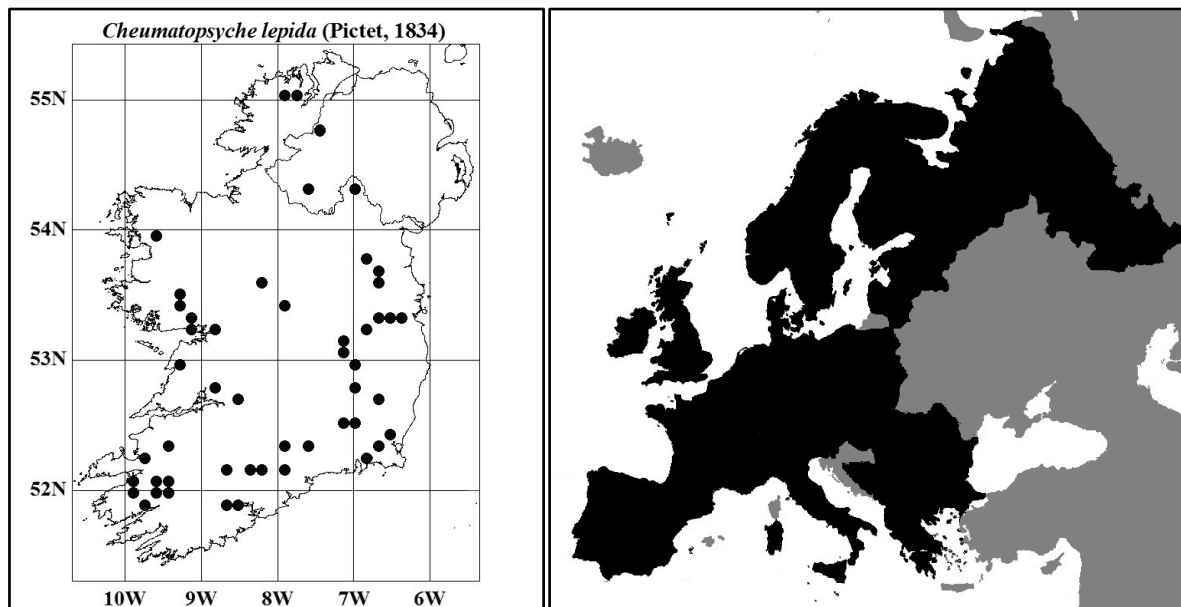 Cheumatopsyche lepida (Pictet, 1834)
55N
54N
53N
52N
10W 9W 8W 7W 6W